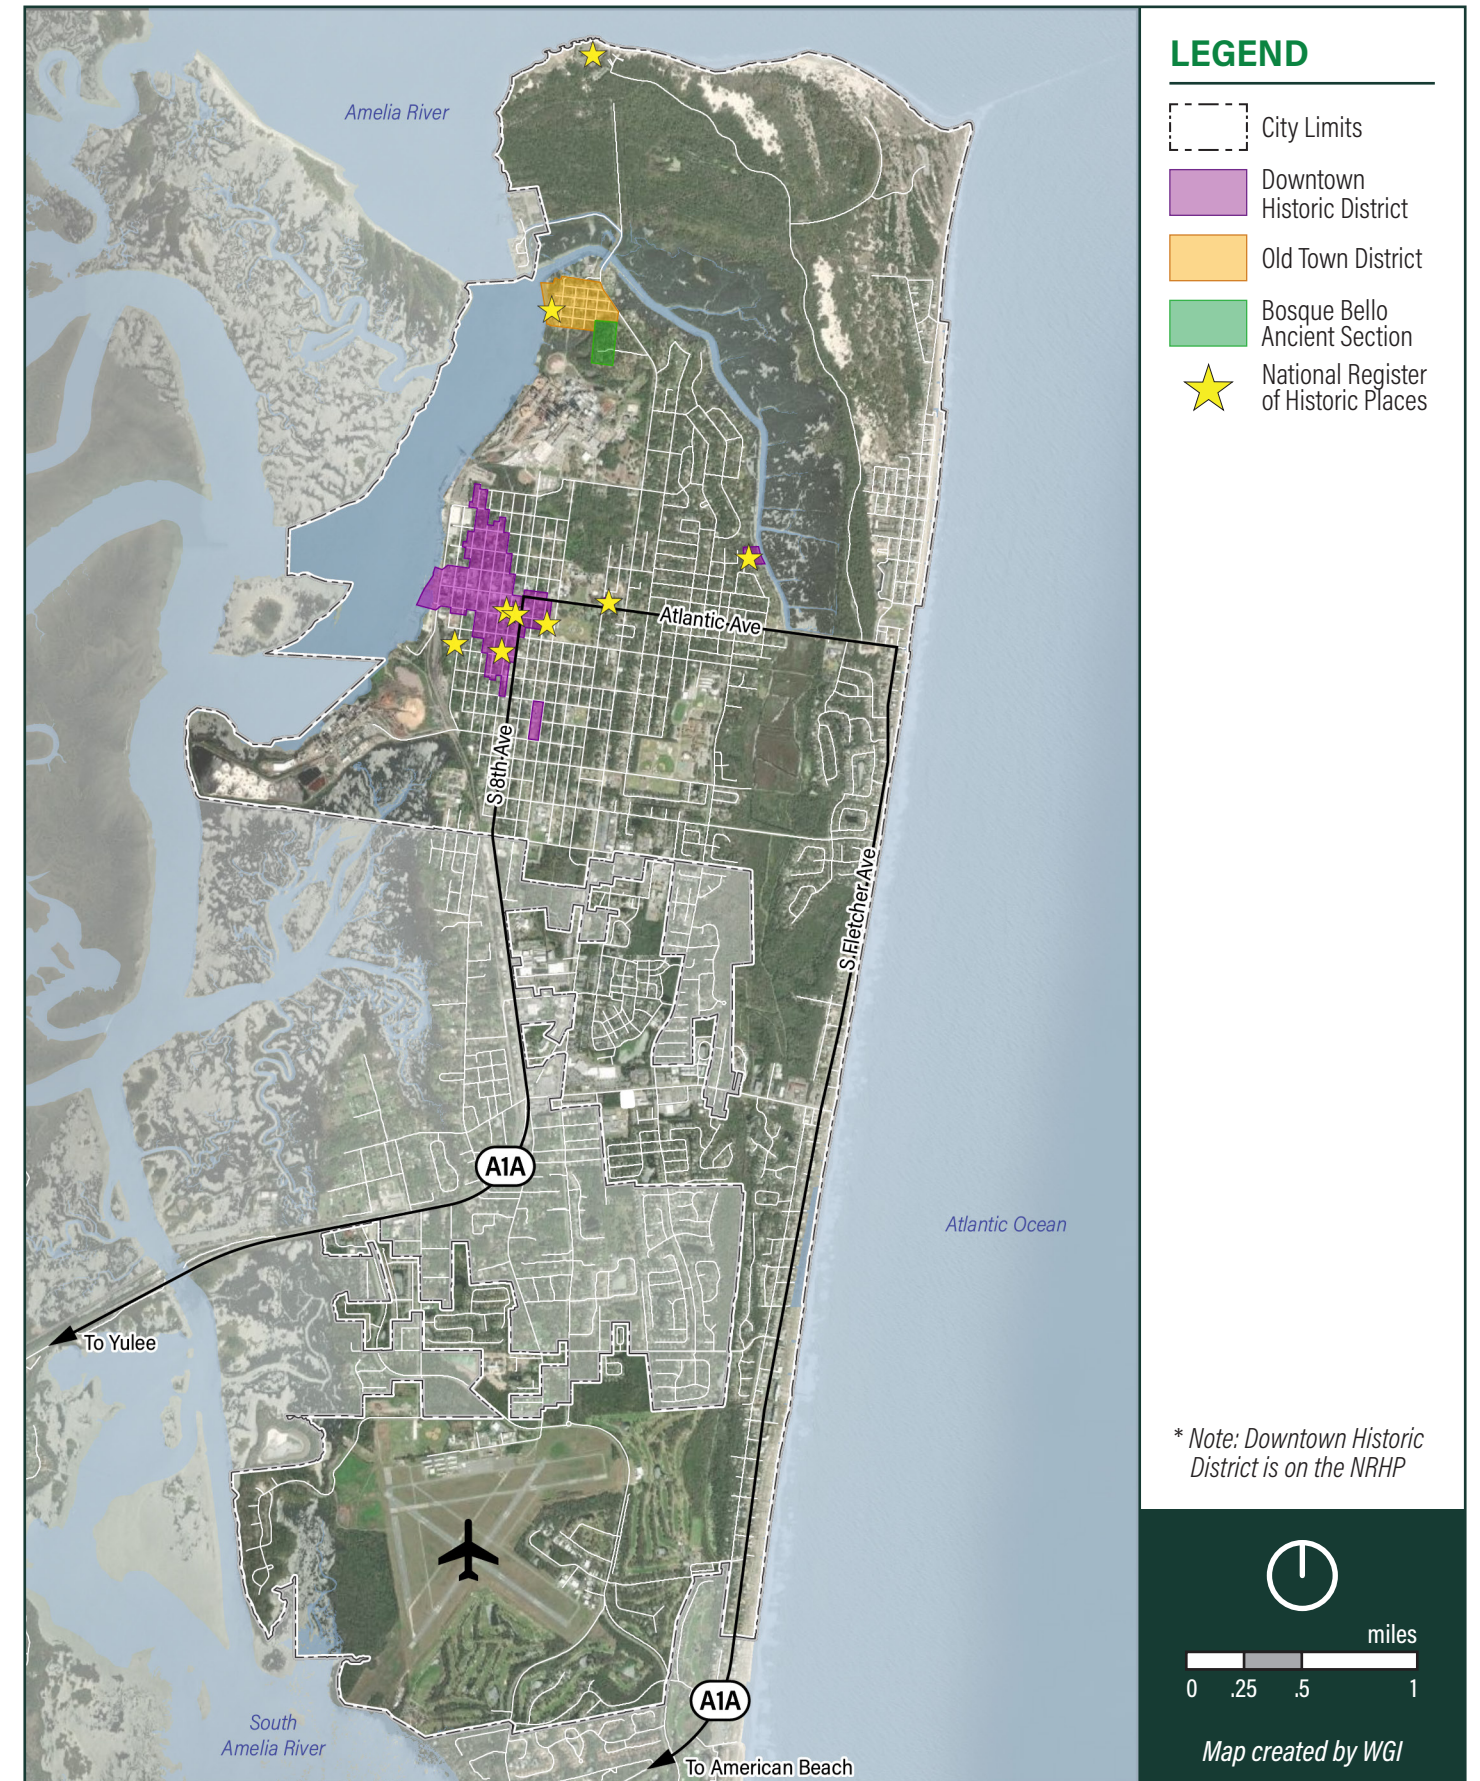 Amelia River
Atlantic Ave
S 8th Ave
S Fletcher Ave
A1A
Atlantic Ocean
To Yulee
South
Amelia River
A1A
To American Beach
LEGEND
City Limits
Downtown
Historic District
Old Town District
Bosque Bello
Ancient Section
National Register
of Historic Places
* Note: Downtown Historic
District is on the NRHP
miles
0 .25 .5 1
Map created by WGI